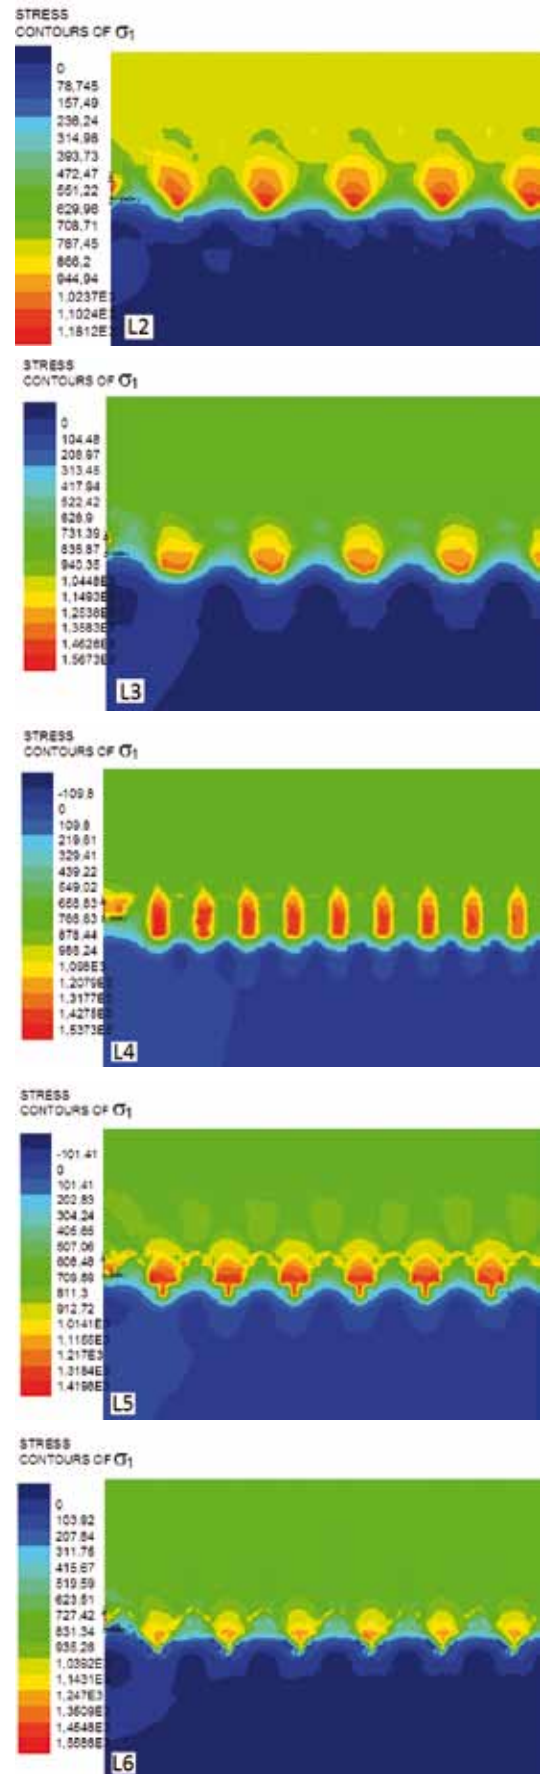 STRESS
CONTOURS OF σ1
0
78,745
157,49
236,24
314,98
393,73
472,47
551,22
629,96
708,71
787,45
866,2
944,94
1,0237E
1,1024E
1,1812E
L2
STRESS
CONTOURS OF σ1
0
104,48
208,97
313,45
417,94
522,42
626,9
731,39
835,87
940,35
1,0448E
1,1493E
1,2538E
1,3583E
1,4628E
1,5673E
L3
STRESS
CONTOURS OF σ1
-109,8
0
109,8
219,61
329,41
439,22
549,02
658,83
768,63
878,44
988,24
1,098E3
1,2079E
1,3177E
1,4275E
1,5373E
L4
STRESS
CONTOURS OF σ1
-101,41
0
101,41
202,83
304,24
405,65
507,06
608,48
709,89
811,3
912,72
1,0141E
1,1155E
1,217E3
1,3184E
1,4198E
L5
STRESS
CONTOURS OF σ1
0
103,92
207,84
311,75
415,67
519,59
623,51
727,42
831,34
935,26
1,0392E
1,1431E
1,247E3
1,3509E
1,4548E
1,5588E
L6